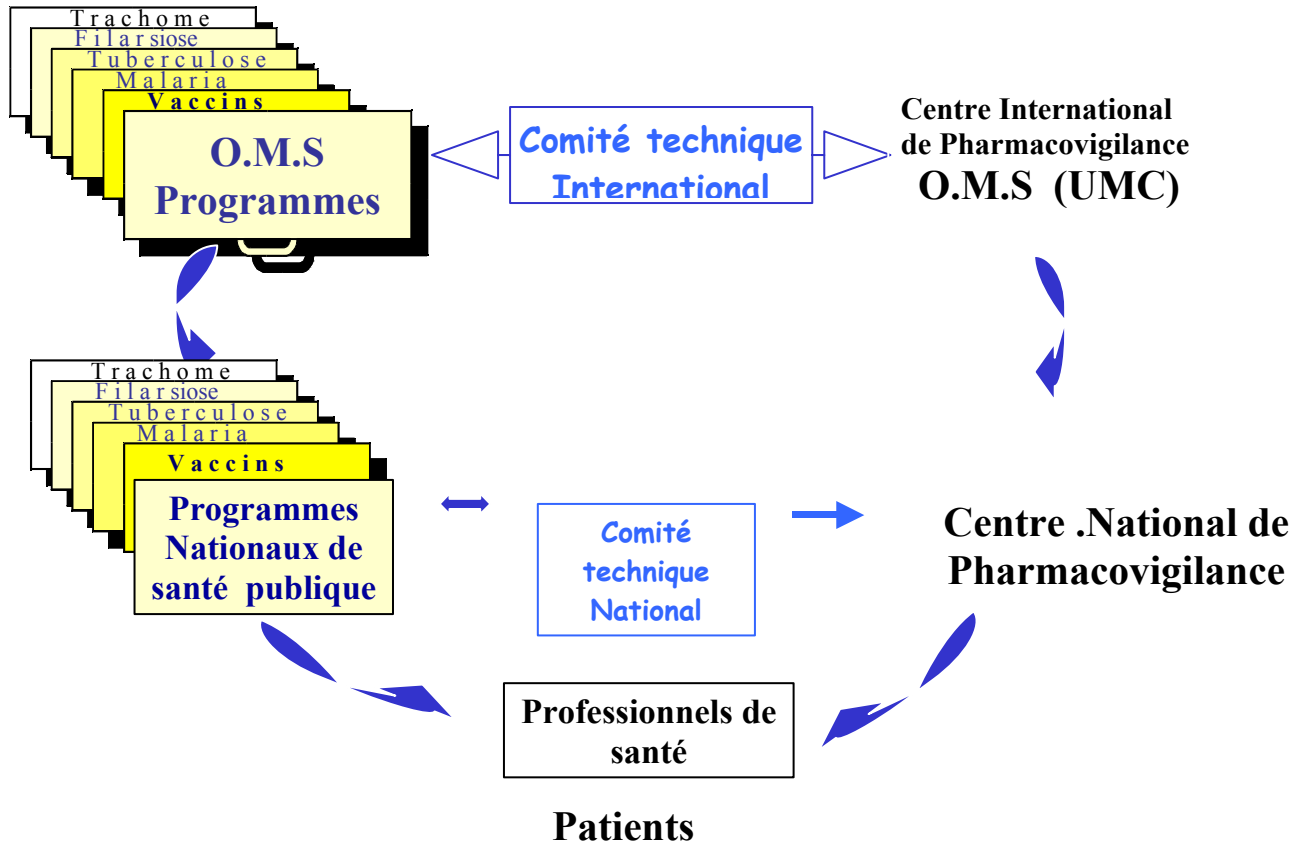 Trachome
Filarsiose
Tuberculose
Malaria
Vaccins
O.M.S
Programmes
Comité technique
International
Centre International
de Pharmacovigilance
O.M.S (UMC)
Trachome
Filarsiose
Tuberculose
Malaria
Vaccins
Programmes
Nationaux de
santé publique
Comité
technique
National
Centre .National de
Pharmacovigilance
Professionnels de
santé
Patients